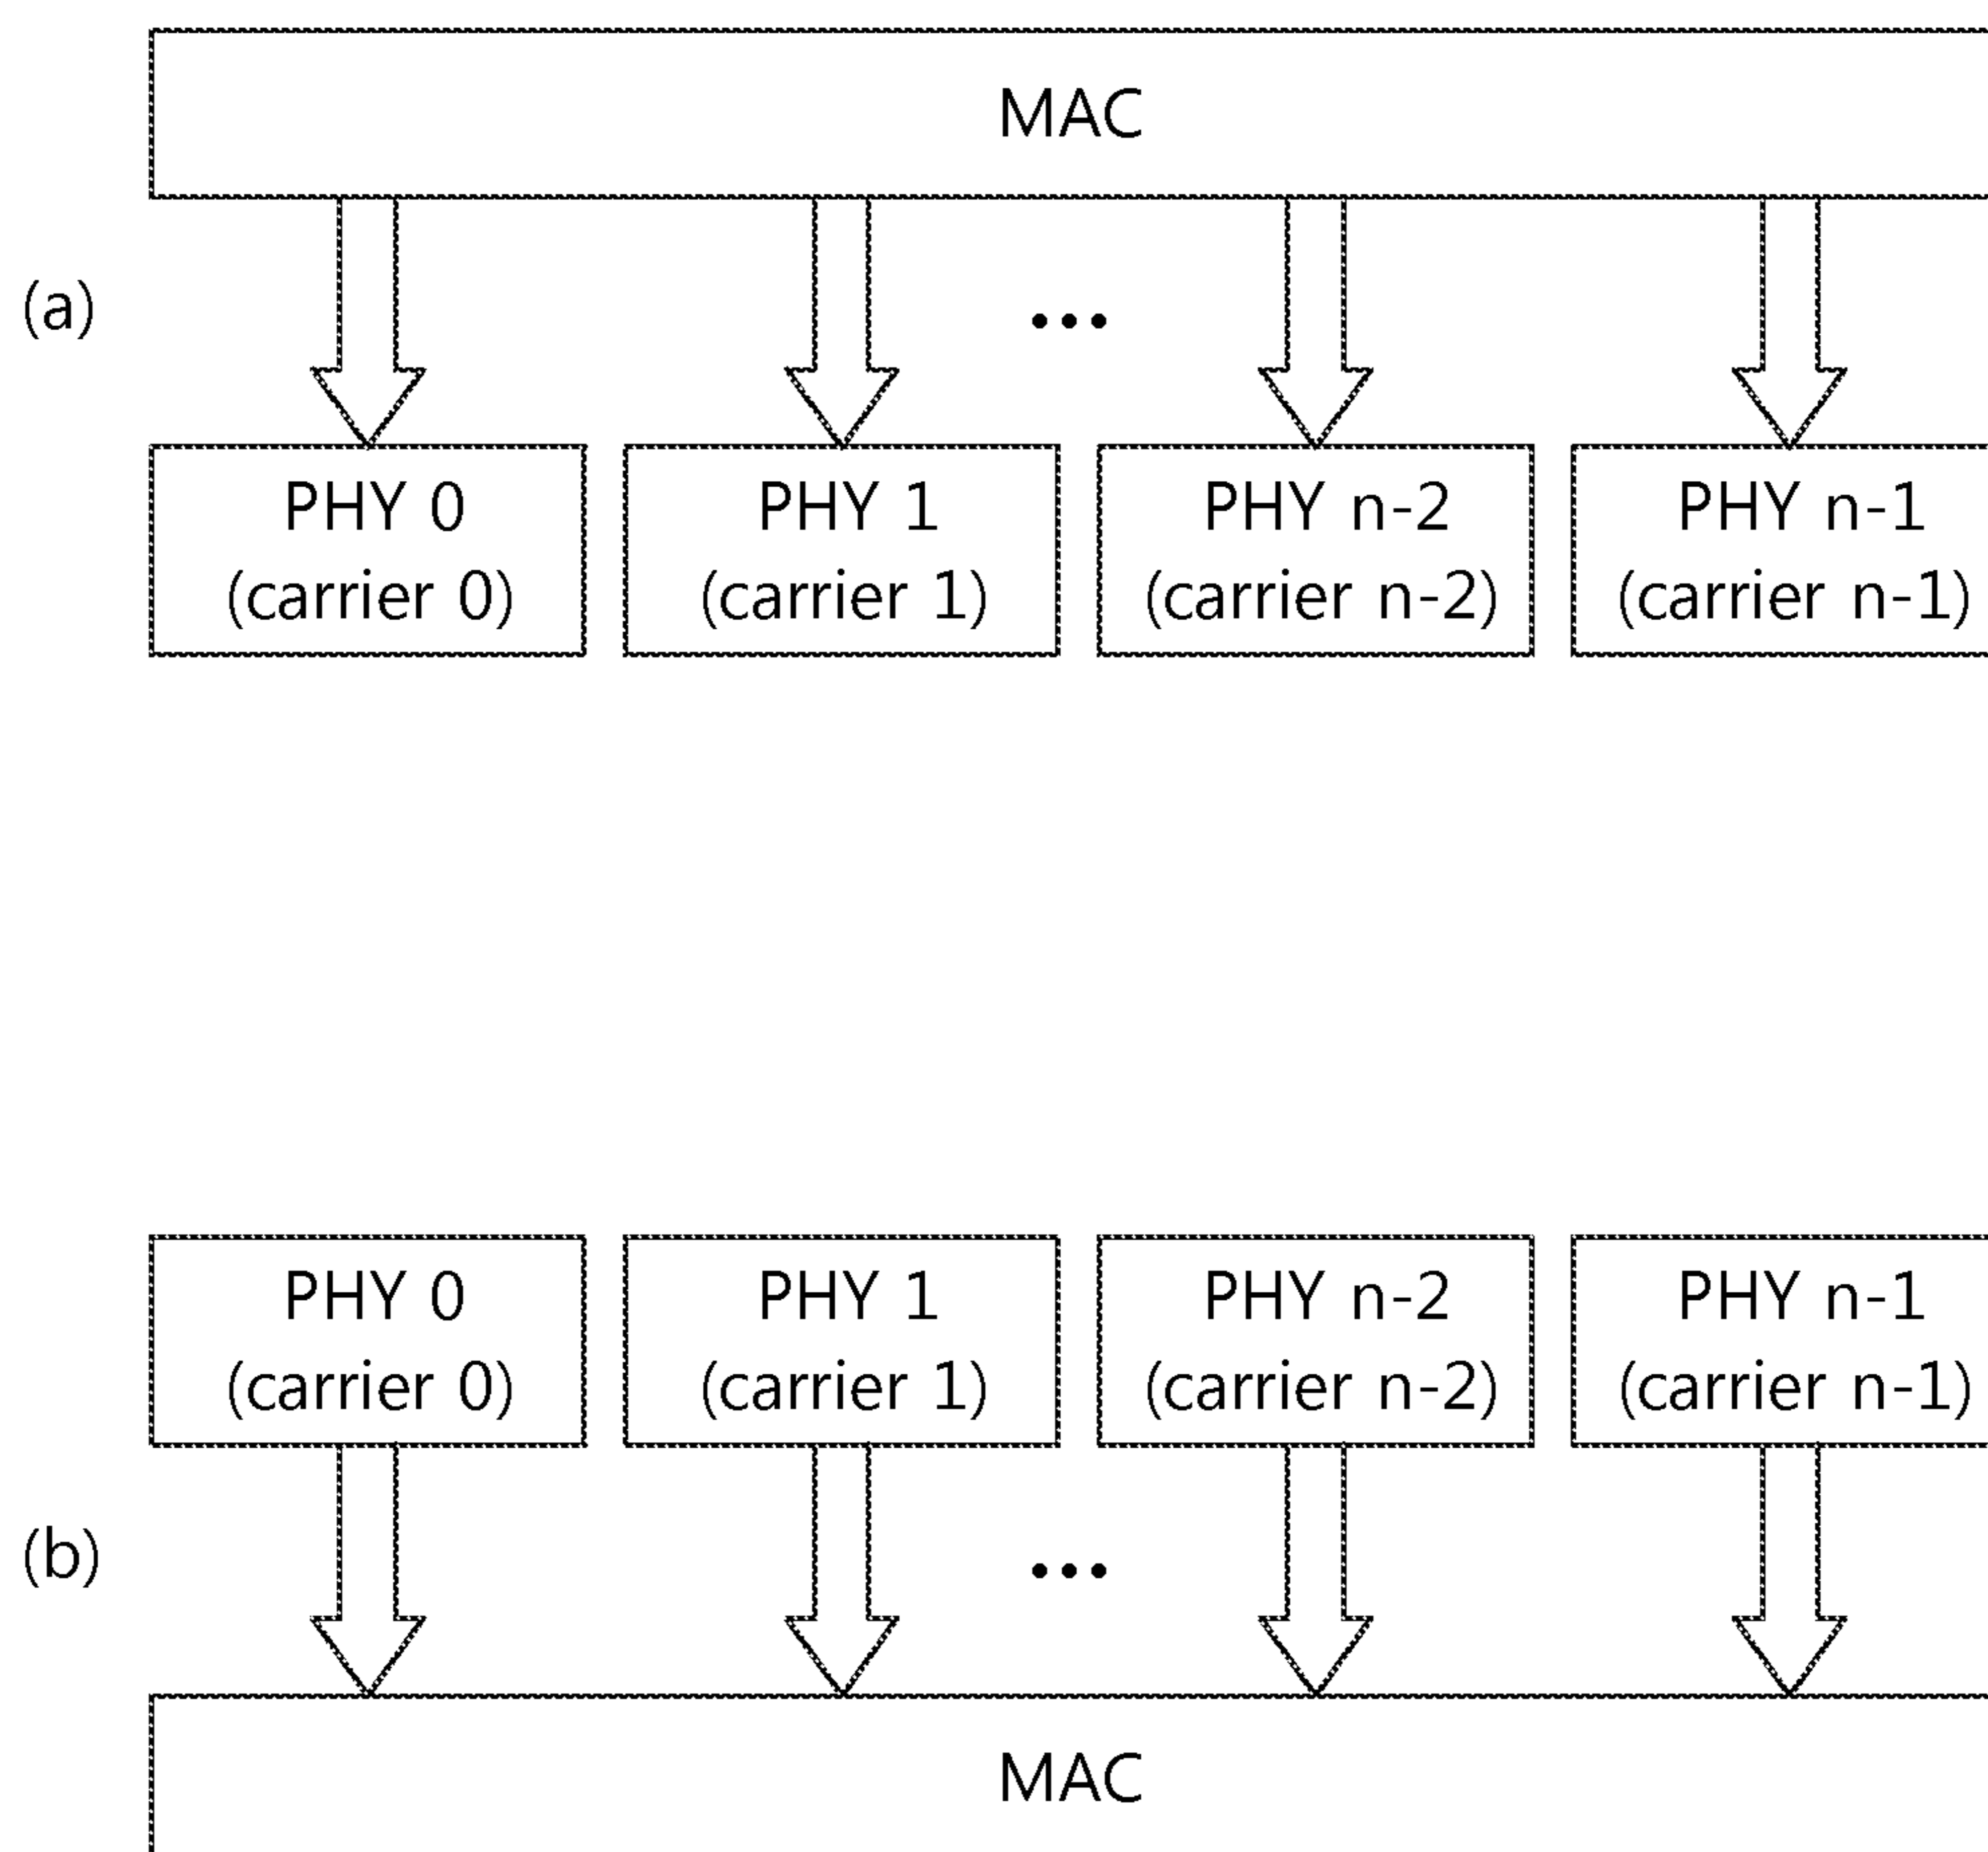 MAC
(a)
...
PHY 0
(carrier 0)
PHY 1
(carrier 1)
PHY n-2
(carrier n-2)
PHY n-1
(carrier n-1)
PHY 0
(carrier 0)
PHY 1
(carrier 1)
PHY n-2
(carrier n-2)
PHY n-1
(carrier n-1)
(b)
...
MAC